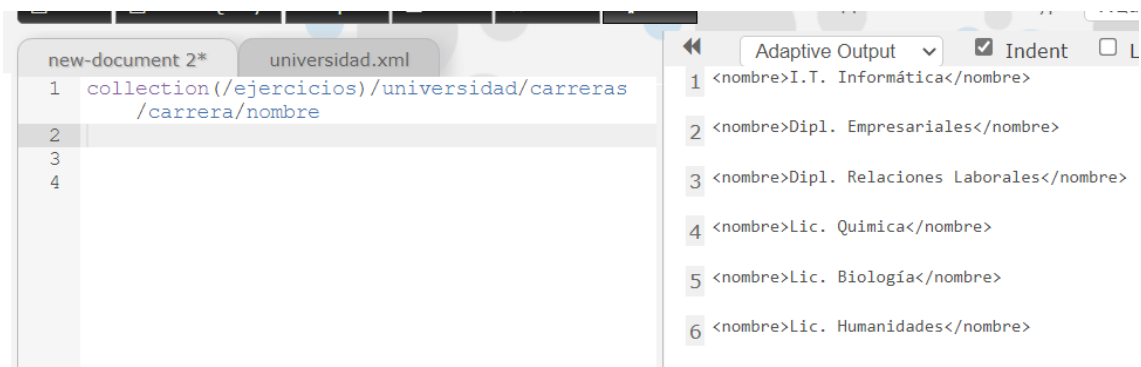 new-document 2*
universidad.xml
1 collection(/ejercicios)/universidad/carreras
/carrera/nombre
2
3
4
Adaptive Output
Indent
L
1 <nombre>I.T. Informática</nombre>
2 <nombre>Dipl. Empresariales</nombre>
3 <nombre>Dipl. Relaciones Laborales</nombre>
4 <nombre>Lic. Quimica</nombre>
5 <nombre>Lic. Biología</nombre>
6 <nombre>Lic. Humanidades</nombre>